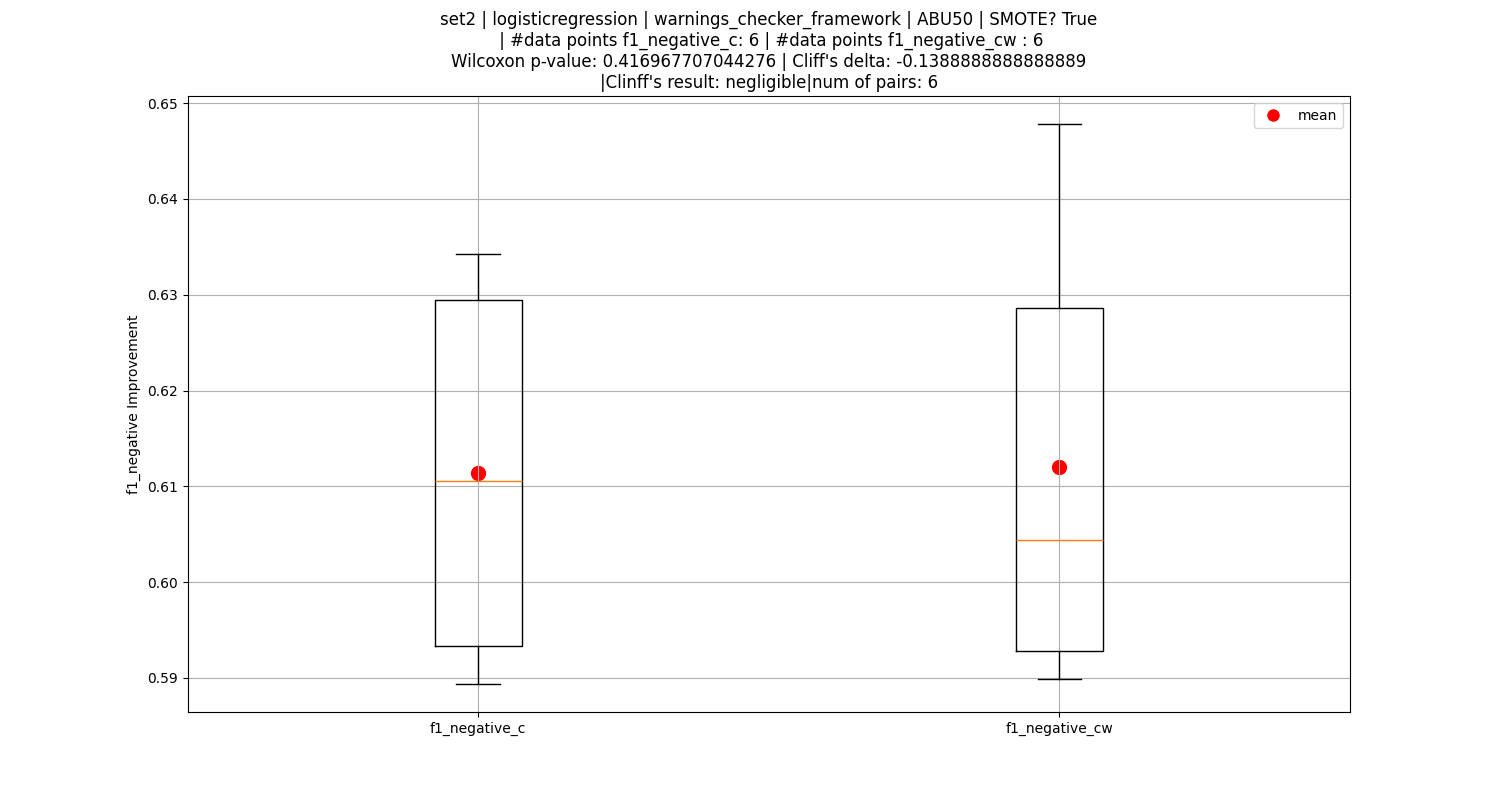 set2 | logisticregression | warnings_checker_framework | ABU50 | SMOTE? True
| #data points f1_negative_c: 6 | #data points f1_negative_cw : 6
Wilcoxon p-value: 0.416967707044276 | Cliff's delta: -0.1388888888888889
|Clinff's result: negligible|num of pairs: 6
mean
0.65
0.64
0.63
0.62
0.61
0.60
0.59
f1_negative Improvement
f1_negative_c
f1_negative_cw